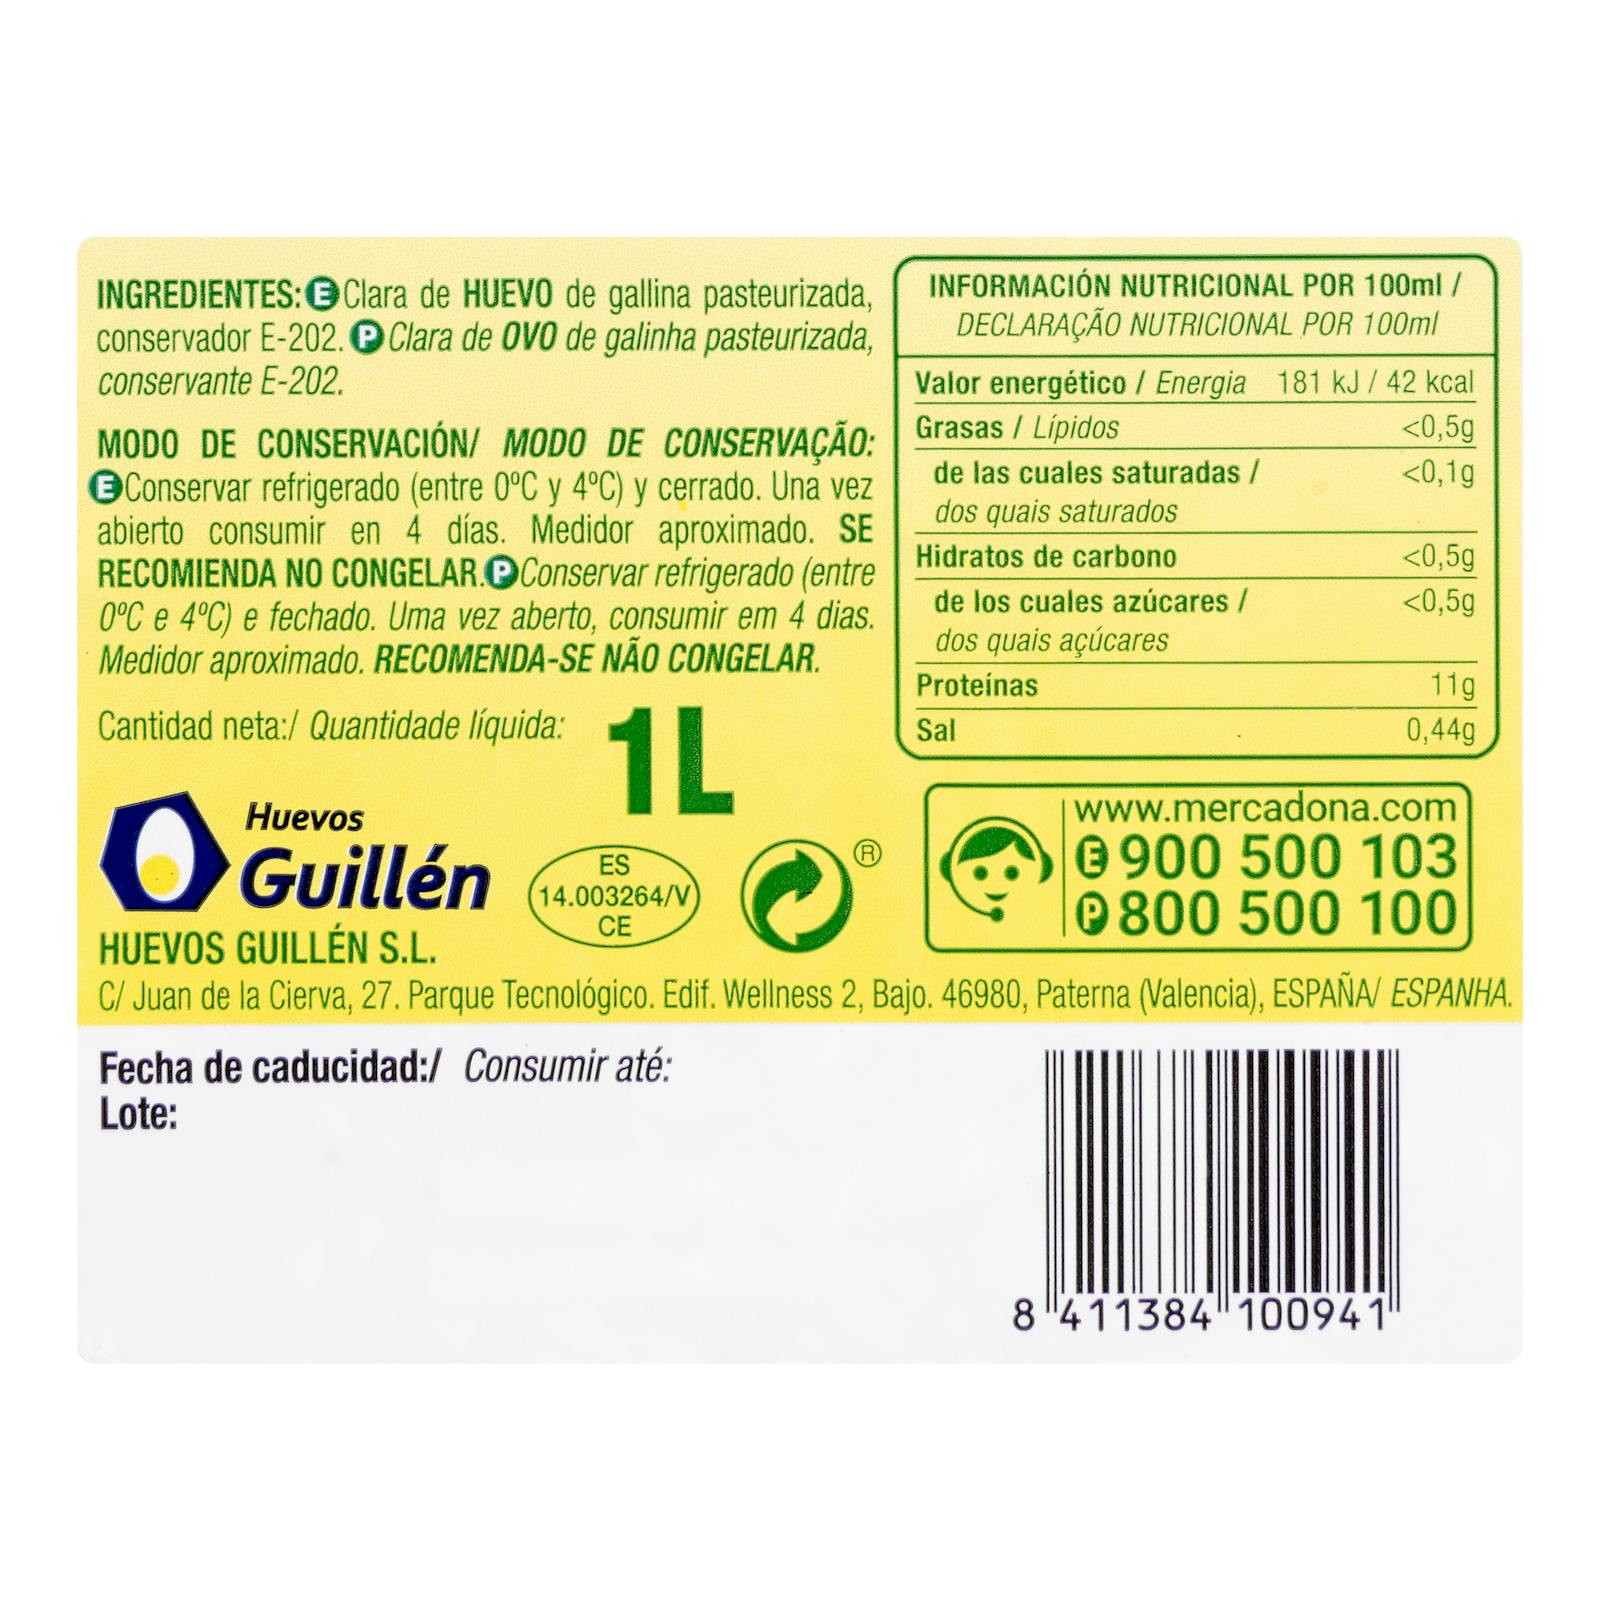 INGREDIENTES: E Clara de HUEVO de gallina pasteurizada,
conservador E-202. P Clara de OVO de galinha pasteurizada,
conservante E-202.
MODO DE CONSERVACIÓN/ MODO DE CONSERVAÇÃO:
E Conservar refrigerado (entre 0ºC y 4ºC) y cerrado. Una vez
abierto consumir en 4 días. Medidor aproximado. SE
RECOMIENDA NO CONGELAR. P Conservar refrigerado (entre
0ºC e 4ºC) e fechado. Uma vez aberto, consumir em 4 dias.
Medidor aproximado. RECOMENDA-SE NÃO CONGELAR.
Cantidad neta:/ Quantidade líquida: 1L
INFORMACIÓN NUTRICIONAL POR 100ml /
DECLARAÇÃO NUTRICIONAL POR 100ml
Valor energético / Energia 181 kJ / 42 kcal
Grasas / Lípidos <0,5g
de las cuales saturadas / <0,1g
dos quais saturados
Hidratos de carbono <0,5g
de los cuales azúcares / <0,5g
dos quais açúcares
Proteínas 11g
Sal 0,44g
Huevos
Guillén
ES
14.003264/V
CE
®
www.mercadona.com
E 900 500 103
P 800 500 100
HUEVOS GUILLÉN S.L.
C/ Juan de la Cierva, 27. Parque Tecnológico. Edif. Wellness 2, Bajo. 46980, Paterna (Valencia), ESPAÑA/ ESPANHA.
Fecha de caducidad:/ Consumir até:
Lote:
8 411384 100941